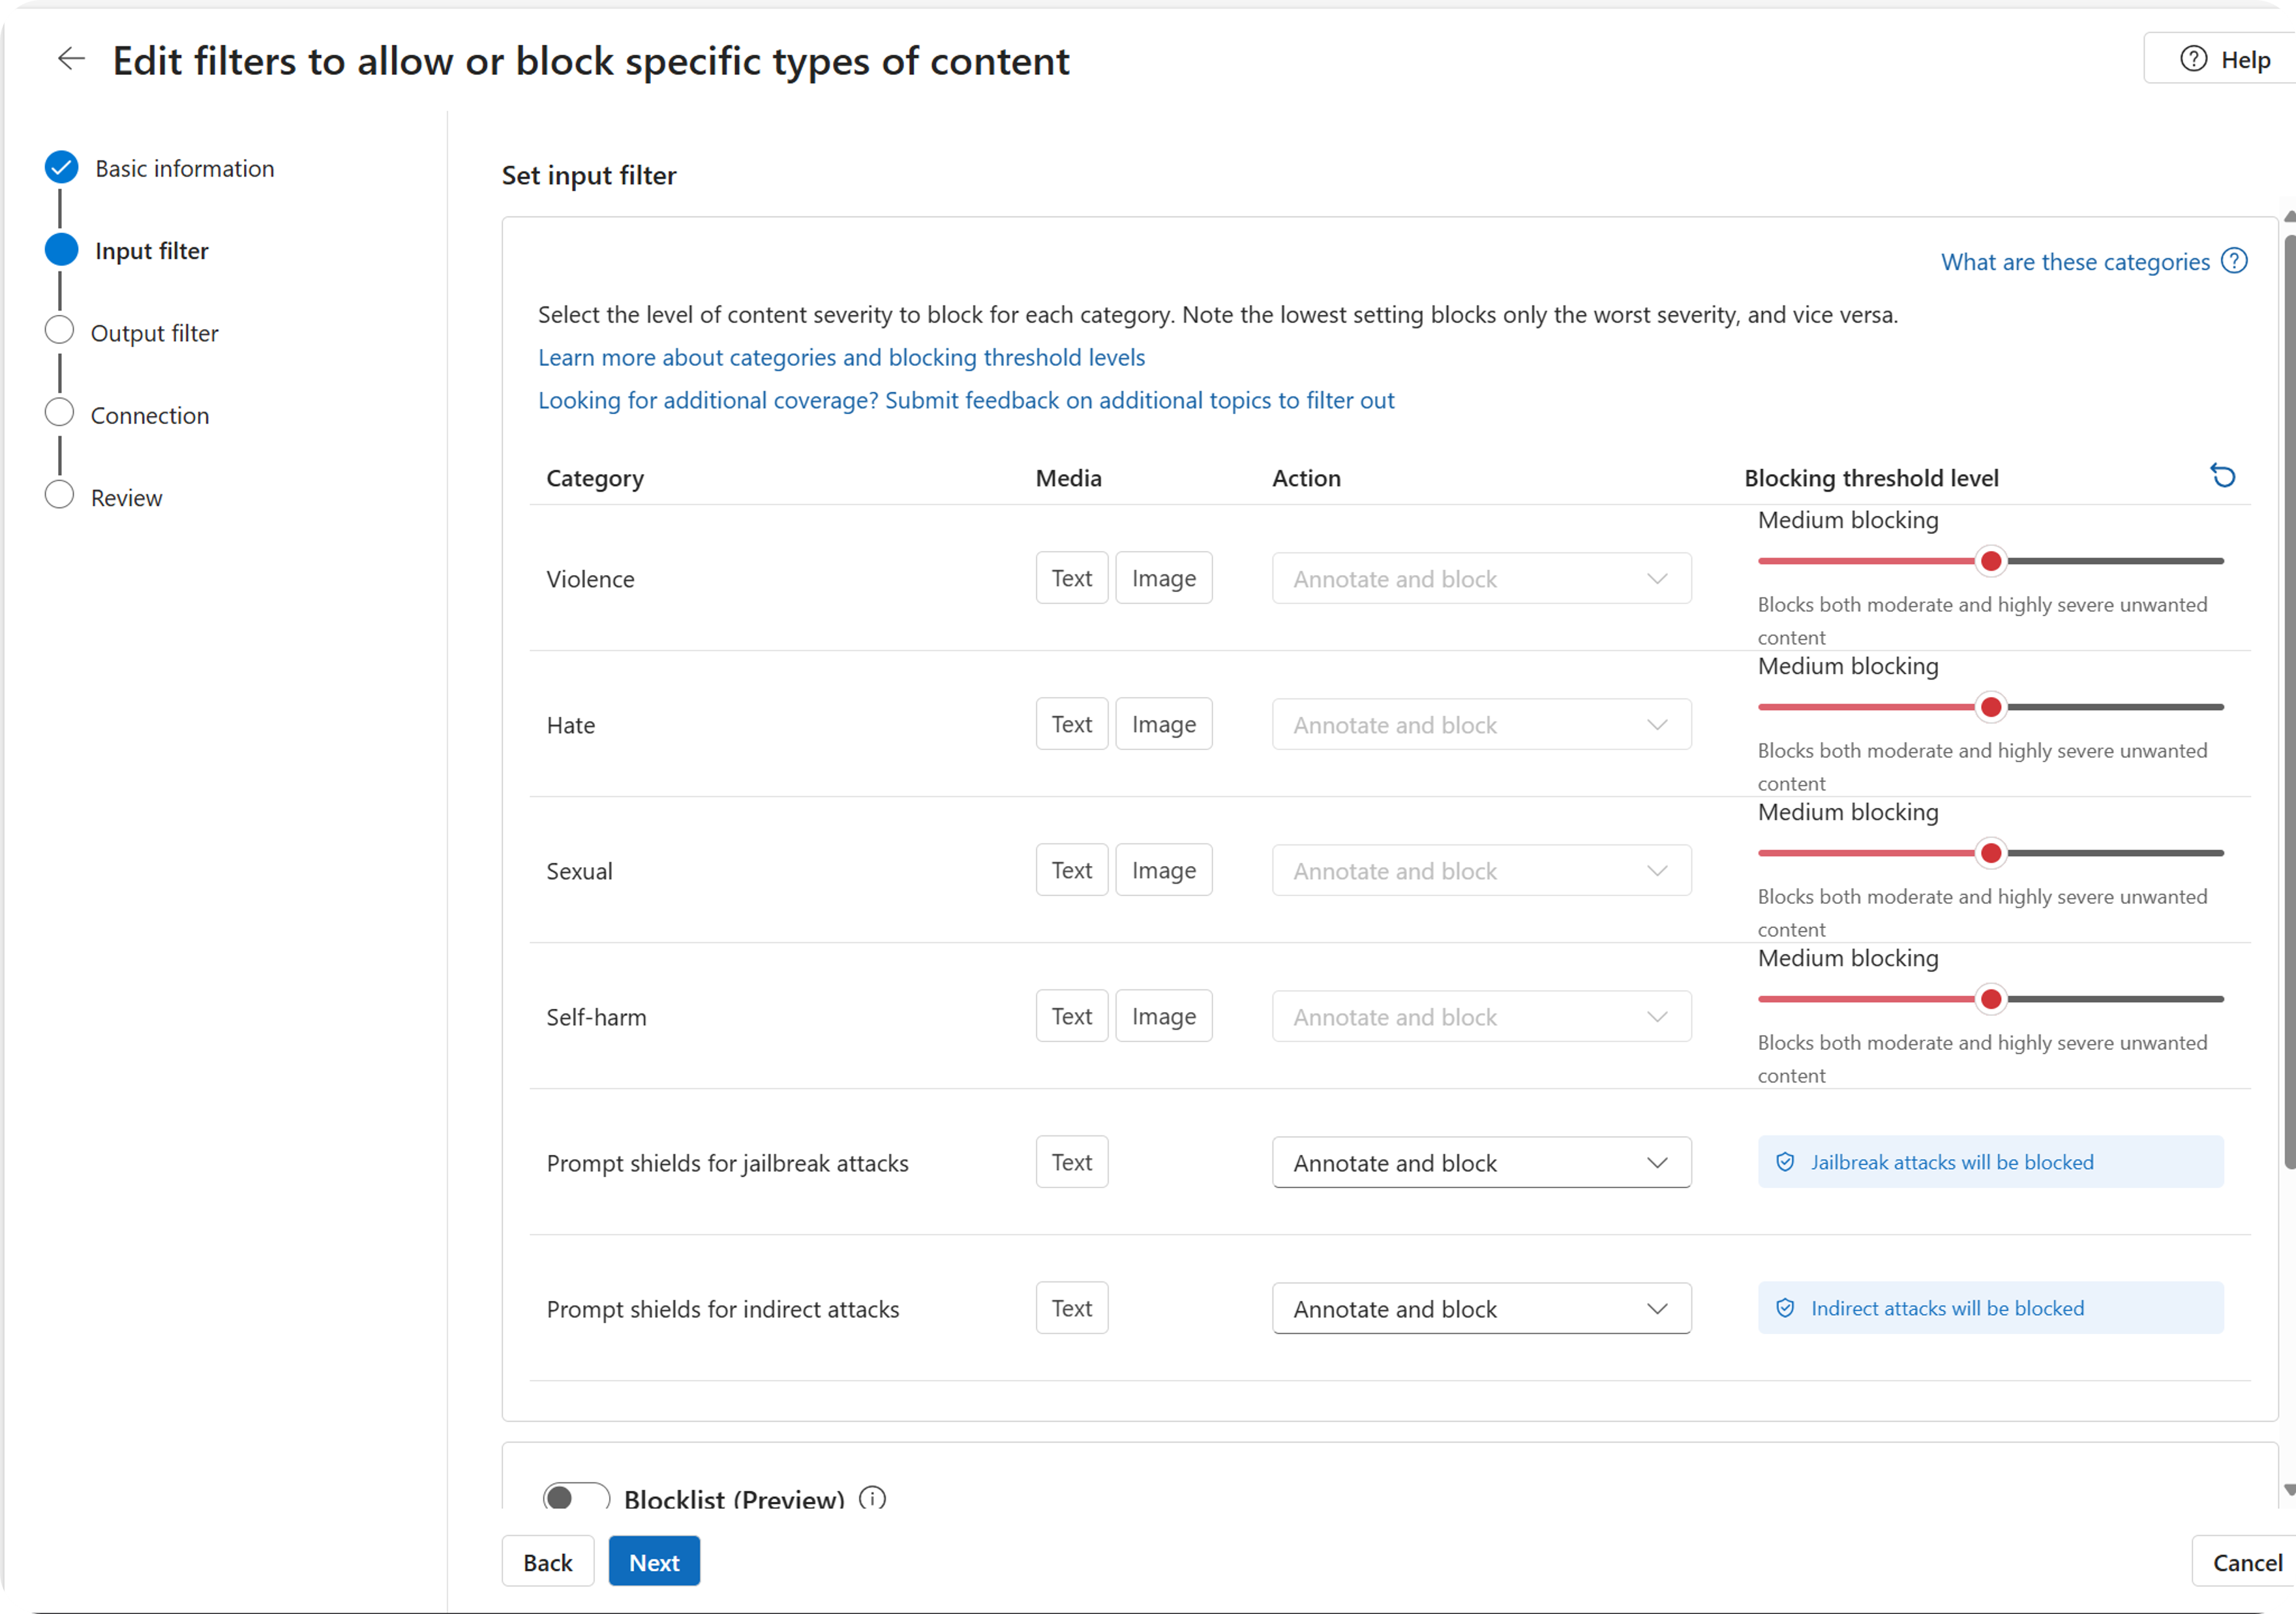 Edit filters to allow or block specific types of content
Help
Basic information
Input filter
Output filter
Connection
Review
Set input filter
What are these categories
Select the level of content severity to block for each category. Note the lowest setting blocks only the worst severity, and vice versa.
Learn more about categories and blocking threshold levels
Looking for additional coverage? Submit feedback on additional topics to filter out
Category Media Action Blocking threshold level
Medium blocking
Violence Text Image Annotate and block
Blocks both moderate and highly severe unwanted
content
Medium blocking
Hate Text Image Annotate and block
Blocks both moderate and highly severe unwanted
content
Medium blocking
Sexual Text Image Annotate and block
Blocks both moderate and highly severe unwanted
content
Medium blocking
Self-harm Text Image Annotate and block
Blocks both moderate and highly severe unwanted
content
Prompt shields for jailbreak attacks Text Annotate and block Jailbreak attacks will be blocked
Prompt shields for indirect attacks Text Annotate and block Indirect attacks will be blocked
Blocklist (Preview)
Back Next Cancel